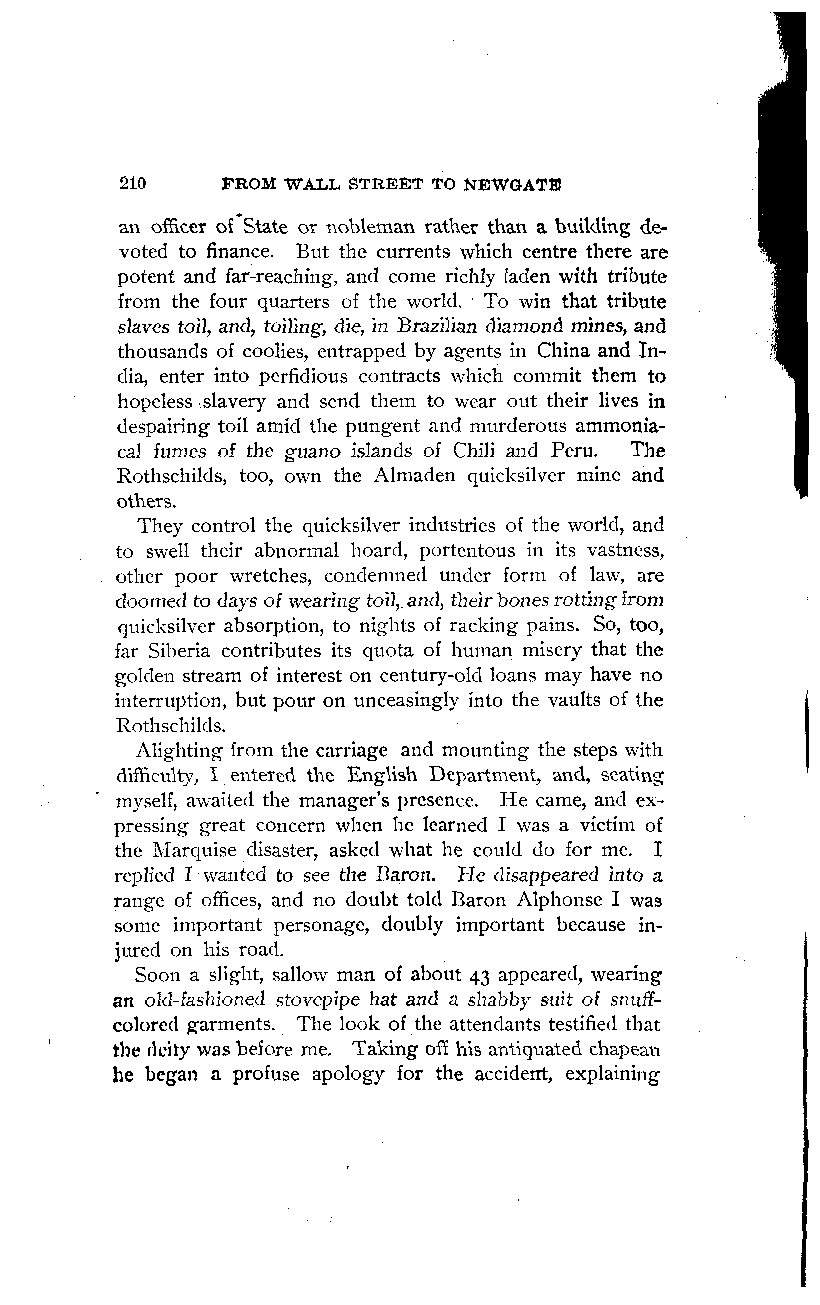 210 FROM WALL STREET TO NEWGATE
an officer of State or nobleman rather than a building de-
voted to finance. But the currents which centre there are
potent and far-reaching, and come richly laden with tribute
from the four quarters of the world. To win that tribute
slaves toil, and, toiling, die, in Brazilian diamond mines, and
thousands of coolies, entrapped by agents in China and In-
dia, enter into perfidious contracts which commit them to
hopeless slavery and send them to wear out their lives in
despairing toil amid the pungent and murderous ammonia-
cal fumes of the guano islands of Chili and Peru. The
Rothschilds, too, own the Almaden quicksilver mine and
others.
They control the quicksilver industries of the world, and
to swell their abnormal hoard, portentous in its vastness,
other poor wretches, condemned under form of law, are
doomed to days of wearing toil, and, their bones rotting from
quicksilver absorption, to nights of racking pains. So, too,
far Siberia contributes its quota of human misery that the
golden stream of interest on century-old loans may have no
interruption, but pour on unceasingly into the vaults of the
Rothschilds.
Alighting from the carriage and mounting the steps with
difficulty, I entered the English Department, and, seating
myself, awaited the manager's presence. He came, and ex-
pressing great concern when he learned I was a victim of
the Marquise disaster, asked what he could do for me. I
replied I wanted to see the Baron. He disappeared into a
range of offices, and no doubt told Baron Alphonse I was
some important personage, doubly important because in-
jured on his road.
Soon a slight, sallow man of about 43 appeared, wearing
an old-fashioned stovepipe hat and a shabby suit of snuff-
colored garments. The look of the attendants testified that
the deity was before me. Taking off his antiquated chapeau
he began a profuse apology for the accident, explaining